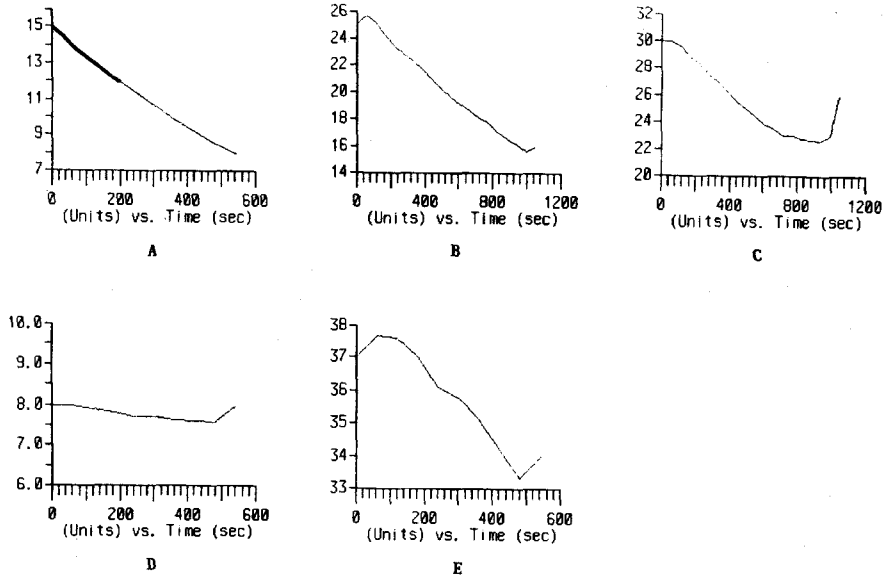 15
13
11
9
7
0 200 400 600
(Units) vs. Time (sec)
A
26
24
22
20
18
16
14
0 400 800 1200
(Units) vs. Time (sec)
B
32
30
28
26
24
22
20
0 400 800 1200
(Units) vs. Time (sec)
C
10.0
9.0
8.0
7.0
6.0
0 200 400 600
(Units) vs. Time (sec)
D
38
37
36
35
34
33
0 200 400 600
(Units) vs. Time (sec)
E